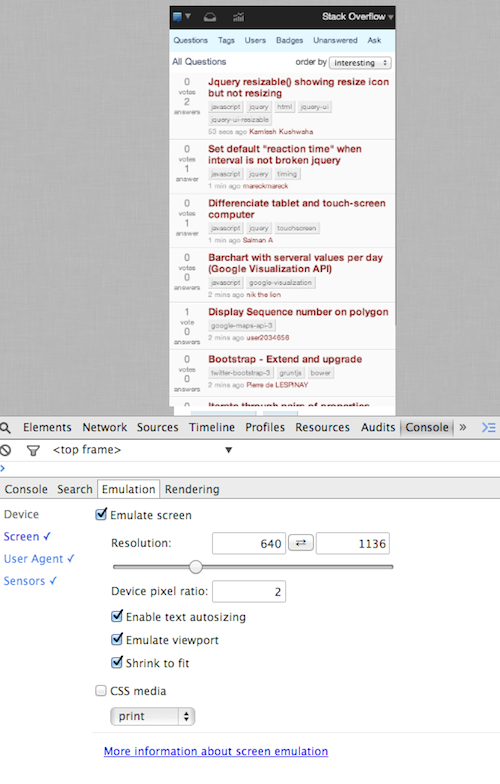 Stack Overflow
Questions Tags Users Badges Unanswered Ask
All Questions order by interesting
0 votes 2 answers
Jquery resizable() showing resize icon
but not resizing
javascript jquery html jquery-ui
jquery-ui-resizable
53 secs ago Kamlesh Kushwaha
0 votes 1 answer
Set default "reaction time" when
interval is not broken jquery
javascript jquery timing
1 min ago mareckmareck
0 votes 1 answers
Differenciate tablet and touch-screen
computer
javascript jquery touchscreen
1 min ago Salman A
0 votes 0 answers
Barchart with serveral values per day
(Google Visualization API)
javascript google-visualization
2 mins ago nik the lion
1 vote 0 answers
Display Sequence number on polygon
google-maps-api-3
2 mins ago user2034656
0 votes 0 answers
Bootstrap - Extend and upgrade
twitter-bootstrap-3 gruntjs bower
2 mins ago Pierre de LESPINAY
0
Iterate through pairs of properties
Elements Network Sources Timeline Profiles Resources Audits Console »
<top frame>
Console Search Emulation Rendering
Device
Screen ✓
User Agent ✓
Sensors ✓
Emulate screen
Resolution: 640 1136
Device pixel ratio: 2
Enable text autosizing
Emulate viewport
Shrink to fit
CSS media
print
More information about screen emulation